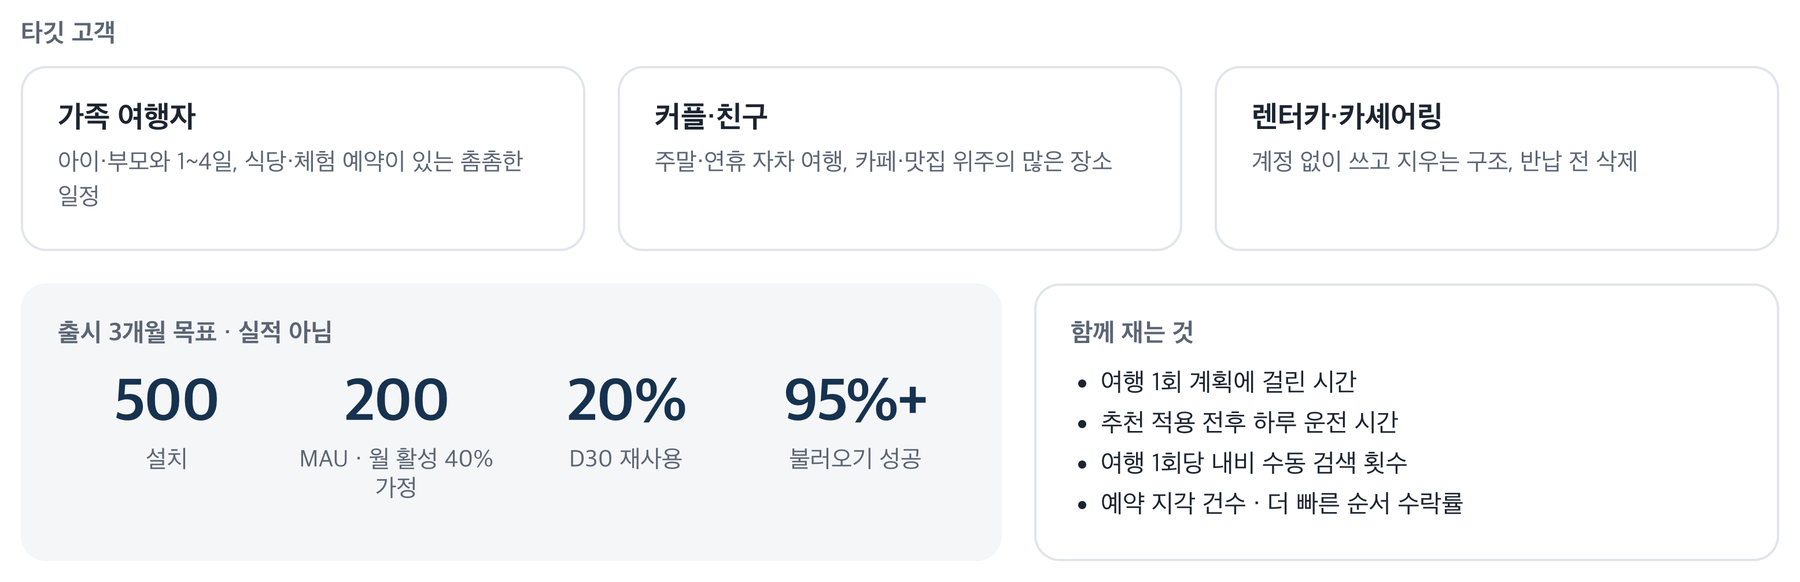 타깃 고객
가족 여행자
아이·부모와 1~4일, 식당·체험 예약이 있는 촘촘한
일정
커플·친구
주말·연휴 자차 여행, 카페·맛집 위주의 많은 장소
렌터카·카셰어링
계정 없이 쓰고 지우는 구조, 반납 전 삭제
출시 3개월 목표 · 실적 아님
500
설치
200
MAU · 월 활성 40%
가정
20%
D30 재사용
95%+
불러오기 성공
함께 재는 것
• 여행 1회 계획에 걸린 시간
• 추천 적용 전후 하루 운전 시간
• 여행 1회당 내비 수동 검색 횟수
• 예약 지각 건수 · 더 빠른 순서 수락률